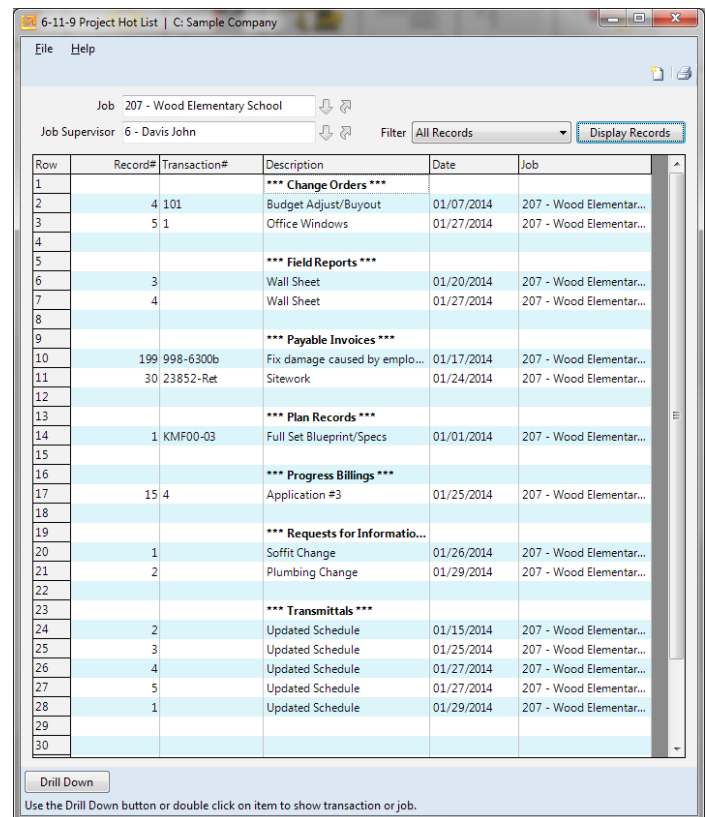 6-11-9 Project Hot List | C: Sample Company
File Help
Job 207 - Wood Elementary School
Job Supervisor 6 - Davis John Filter All Records Display Records
Row Record# Transaction# Description Date Job
1 *** Change Orders ***
2 4 101 Budget Adjust/Buyout 01/07/2014 207 - Wood Elementar...
3 5 1 Office Windows 01/27/2014 207 - Wood Elementar...
4
5 *** Field Reports ***
6 3 Wall Sheet 01/20/2014 207 - Wood Elementar...
7 4 Wall Sheet 01/27/2014 207 - Wood Elementar...
8
9 *** Payable Invoices ***
10 199 998-6300b Fix damage caused by emplo... 01/17/2014 207 - Wood Elementar...
11 30 23852-Ret Sitework 01/24/2014 207 - Wood Elementar...
12
13 *** Plan Records ***
14 1 KMF00-03 Full Set Blueprint/Specs 01/01/2014 207 - Wood Elementar...
15
16 *** Progress Billings ***
17 15 4 Application #3 01/25/2014 207 - Wood Elementar...
18
19 *** Requests for Informatio...
20 1 Soffit Change 01/26/2014 207 - Wood Elementar...
21 2 Plumbing Change 01/29/2014 207 - Wood Elementar...
22
23 *** Transmittals ***
24 2 Updated Schedule 01/15/2014 207 - Wood Elementar...
25 3 Updated Schedule 01/25/2014 207 - Wood Elementar...
26 4 Updated Schedule 01/27/2014 207 - Wood Elementar...
27 5 Updated Schedule 01/27/2014 207 - Wood Elementar...
28 1 Updated Schedule 01/29/2014 207 - Wood Elementar...
29
30
Drill Down
Use the Drill Down button or double click on item to show transaction or job.